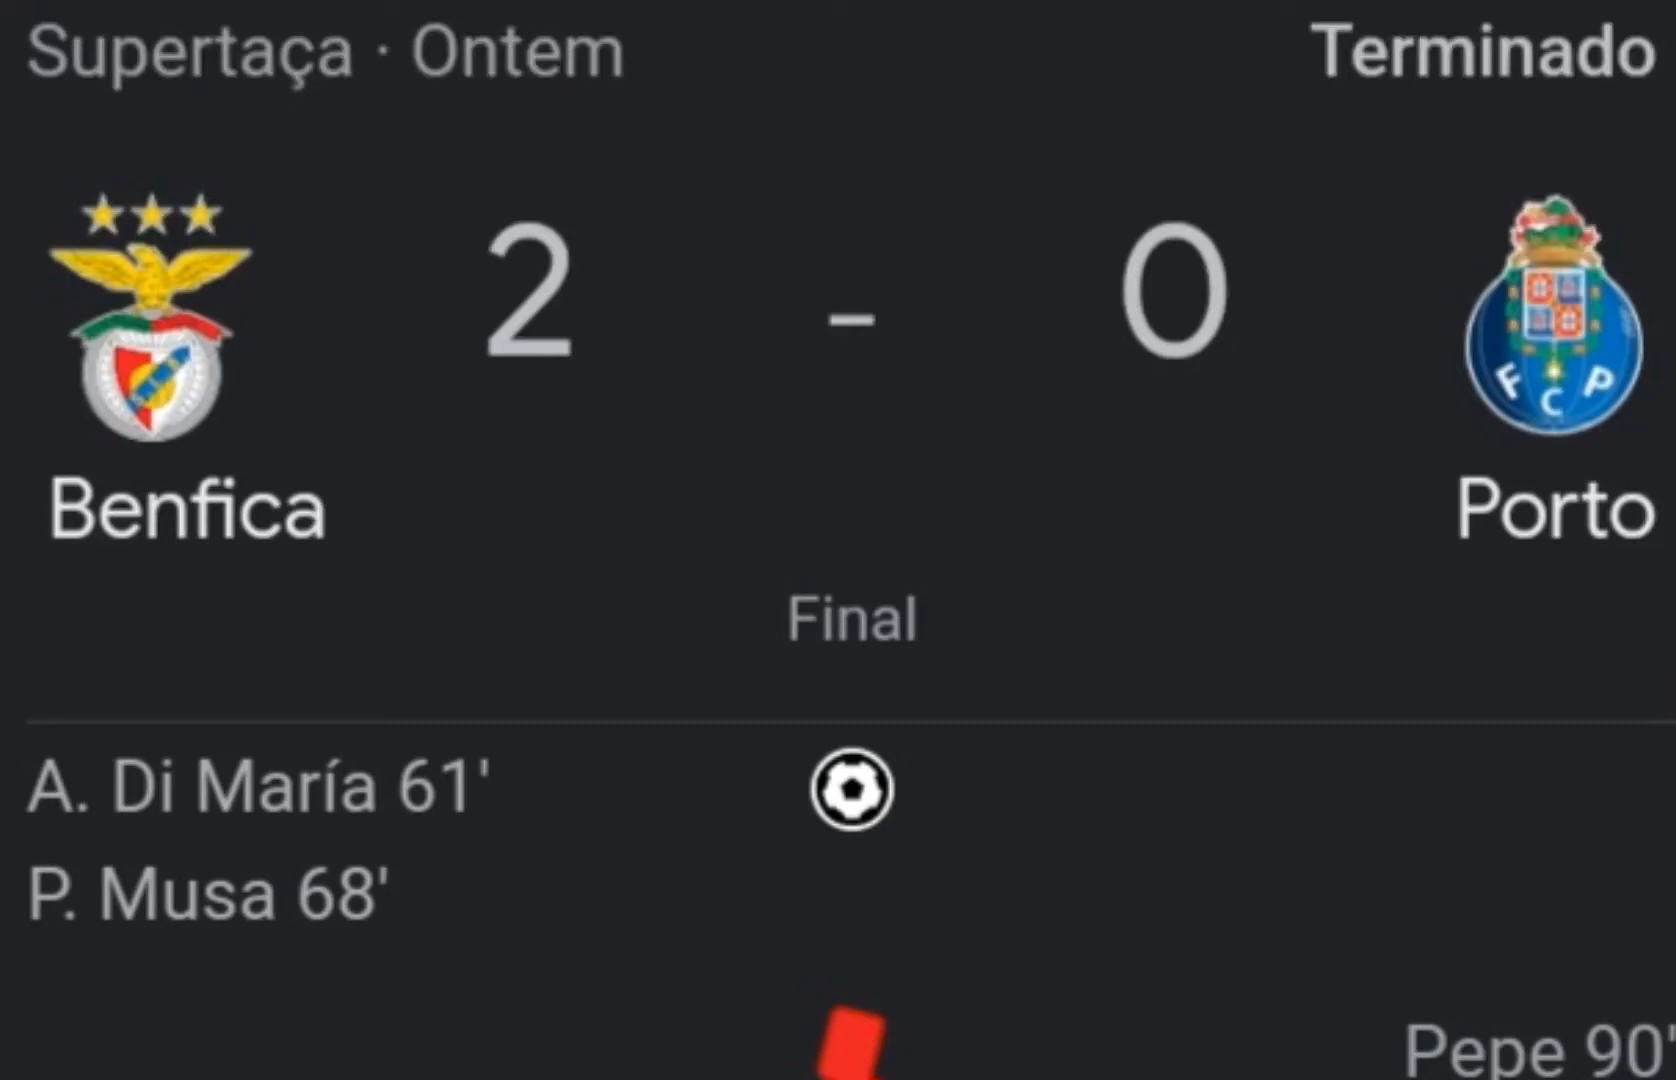 Supertaça · Ontem
Terminado
2 - 0
F C P
Benfica
Porto
Final
A. Di María 61'
P. Musa 68'
Pepe 90'